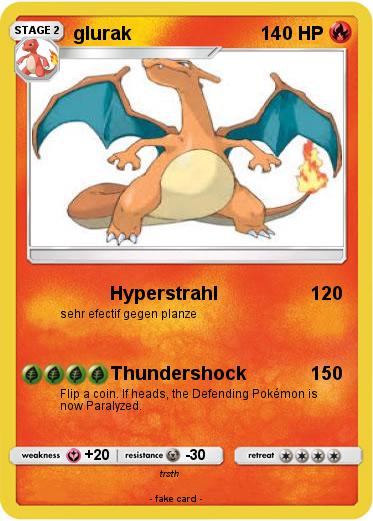 STAGE 2 glurak 140 HP
Hyperstrahl 120
sehr efectif gegen planze
Thundershock 150
Flip a coin. If heads, the Defending Pokémon is
now Paralyzed.
weakness +20 resistance -30 retreat
trsth
- fake card -